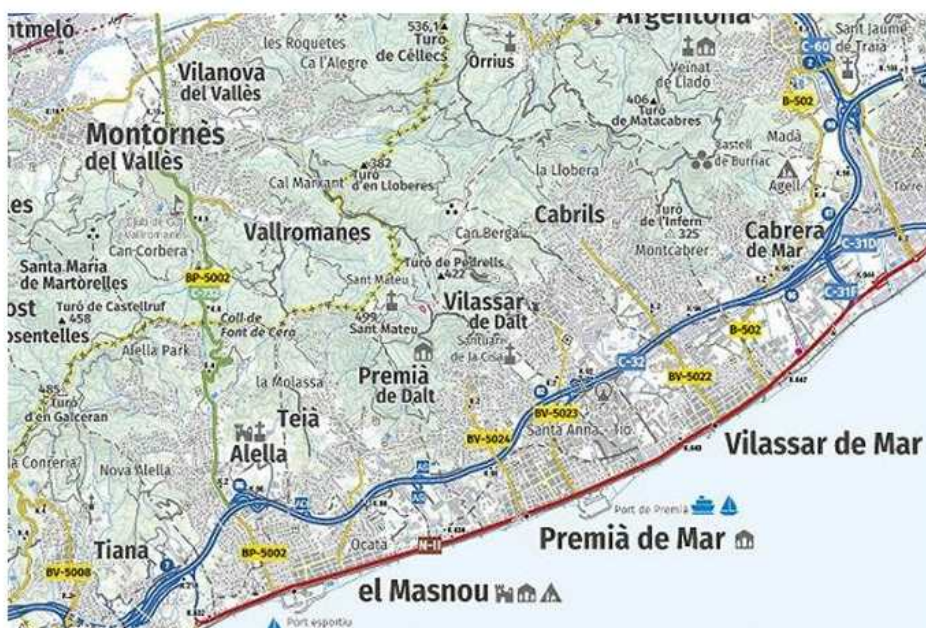 ntmeló
les Roquetes
Ca l'Alegre
536,1
Turó
de Céllecs
Orrius
Argentona
Veïnat
de Lladó
C-60
Sant Jaume
de Traià
Vilanova
del Vallès
406
Turó
de Matacabres
B-502
Montornès
del Vallès
Cal Marxant
382
Turó
d'en Lloberes
la Llobera
Castell
de Burriac
Madà
Agell
Torre
les
Can Corbera
Vallromanes
Can Bergai
Cabrils
Turó
de l'Infern
325
Montcabrer
Cabrera
de Mar
C-31D
Santa Maria
de Martorelles
BP-5002
Sant Mateu
Turó de Pedrells
422
C-31F
ost
osentelles
Turó de Castellruf
458
Coll de
Font de Cera
499
Sant Mateu
Vilassar
de Dalt
B-502
Alella Park
Santuari
de la Cisa
C-32
485
Turó
d'en Galceran
la Molassa
Premià
de Dalt
BV-5022
Teià
BV-5023
la Conreria
Nova Alella
Alella
BV-5024
Santa Anna - Tió
Vilassar de Mar
Port de Premià
Tiana
BP-5002
Ocata
N-II
Premià de Mar
BV-5008
el Masnou
Port esportiu